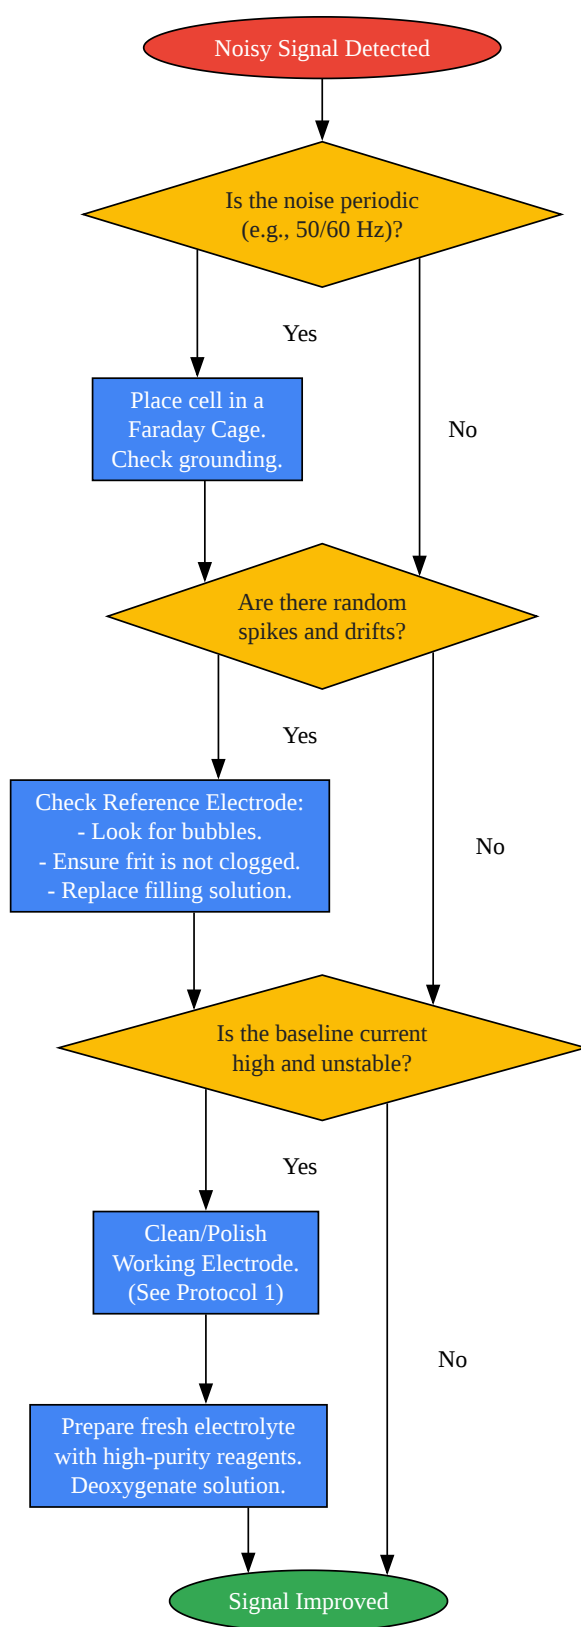 Noisy Signal Detected
Is the noise periodic
(e.g., 50/60 Hz)?
Yes
Place cell in a
Faraday Cage.
Check grounding.
No
Are there random
spikes and drifts?
Yes
Check Reference Electrode:
- Look for bubbles.
- Ensure frit is not clogged.
- Replace filling solution.
No
Is the baseline current
high and unstable?
Yes
Clean/Polish
Working Electrode.
(See Protocol 1)
No
Prepare fresh electrolyte
with high-purity reagents.
Deoxygenate solution.
Signal Improved